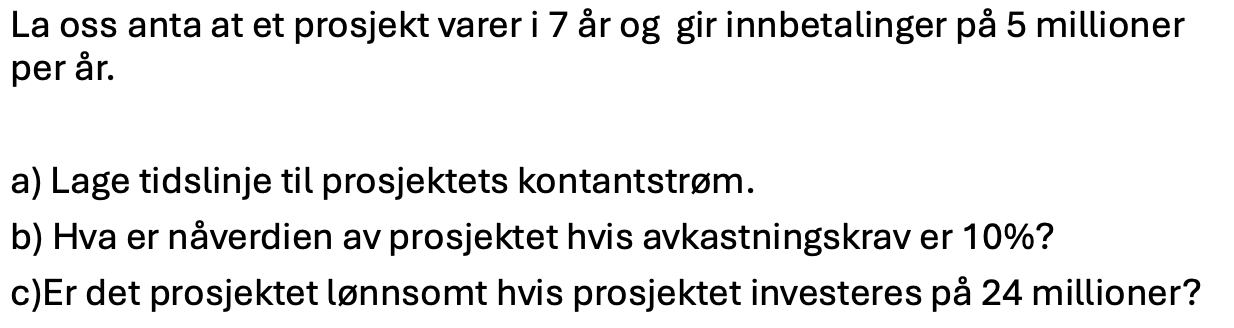 La oss anta at et prosjekt varer i 7 år og  gir innbetalinger på 5 millioner
per år.
a) Lage tidslinje til prosjektets kontantstrøm.
b) Hva er nåverdien av prosjektet hvis avkastningskrav er 10%?
c)Er det prosjektet lønnsomt hvis prosjektet investeres på 24 millioner?